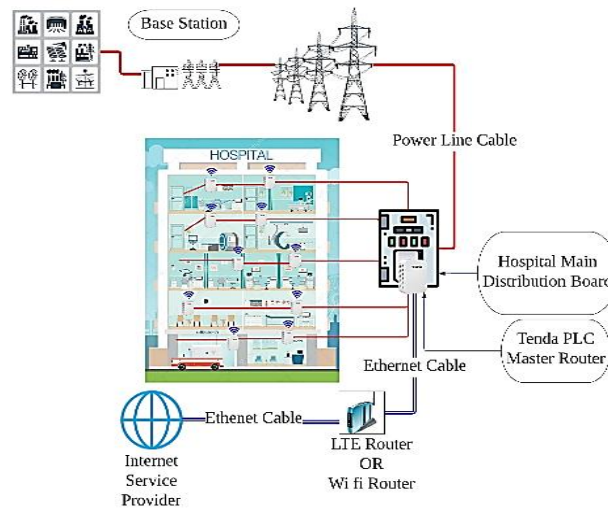 Base Station
Power Line Cable
HOSPITAL
Hospital Main
Distribution Board
Tenda PLC
Master Router
Ethernet Cable
Ethenet Cable
LTE Router
OR
Wi fi Router
Internet
Service
Provider